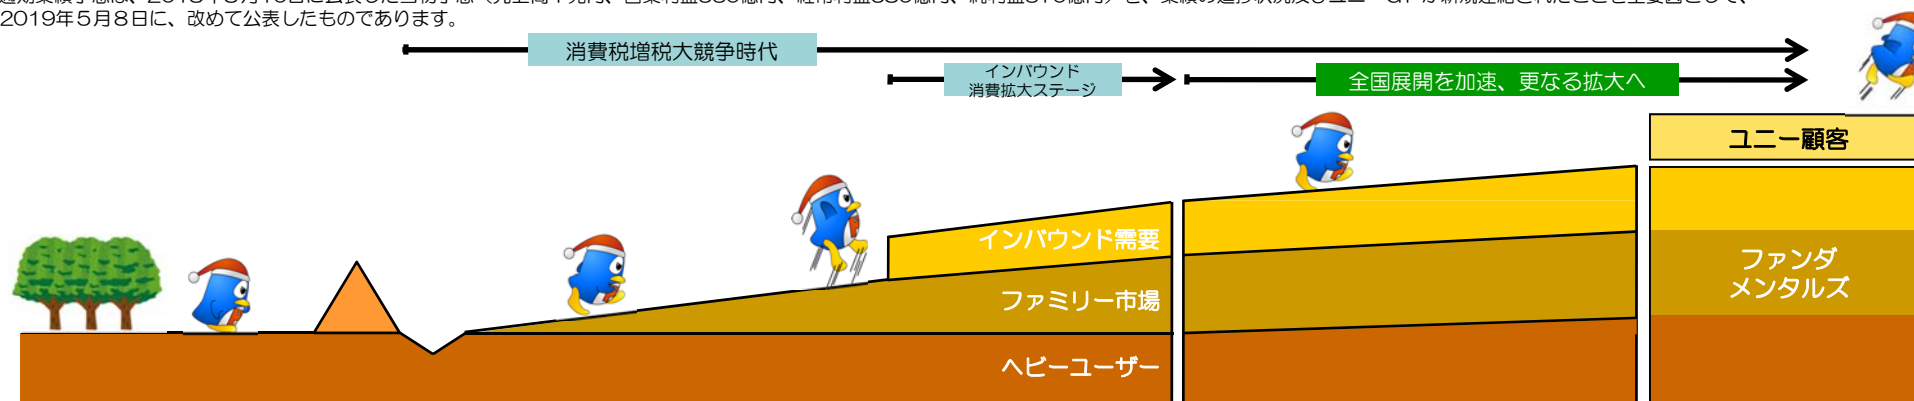 2019年5月8日に、改めて公表したものであります。
消費税増税大競争時代
インバウンド
消費拡大ステージ
全国展開を加速、更なる拡大へ
ユニー顧客
インバウンド需要
ファミリー市場
ヘビーユーザー
ファンダ
メンタルズ